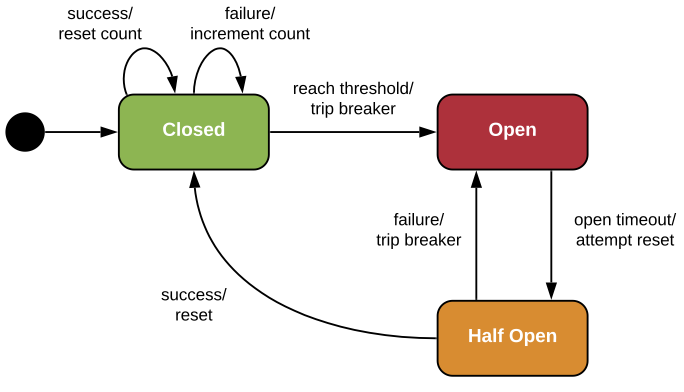 success/
reset count
failure/
increment count
reach threshold/
trip breaker
Closed
Open
failure/
trip breaker
open timeout/
attempt reset
success/
reset
Half Open